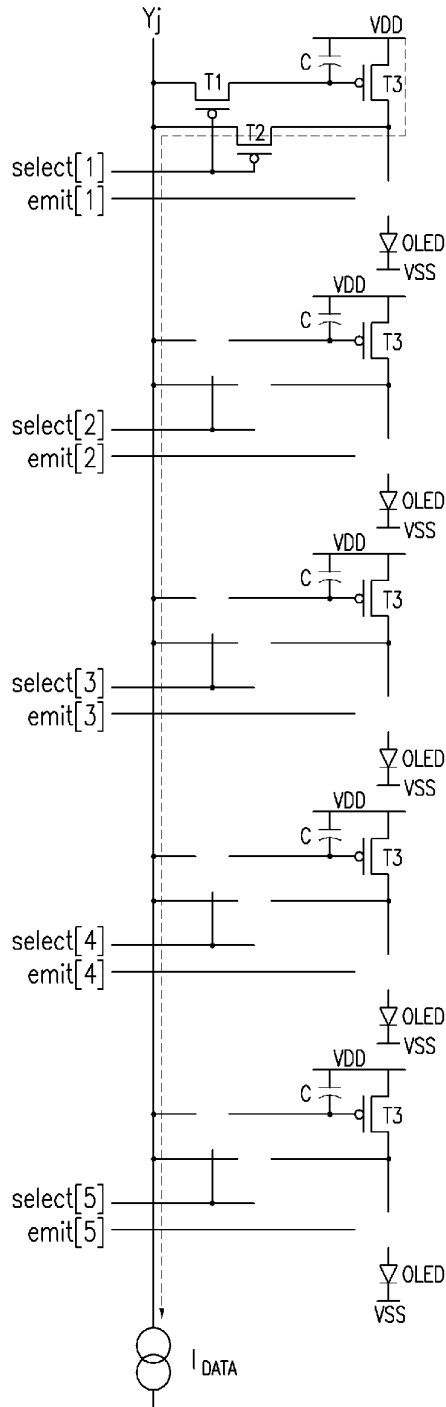 Yj
VDD
C
T1
T3
T2
select[1]
emit[1]
OLED
VSS
VDD
C
T3
select[2]
emit[2]
OLED
VSS
VDD
C
T3
select[3]
emit[3]
OLED
VSS
VDD
C
T3
select[4]
emit[4]
OLED
VSS
VDD
C
T3
select[5]
emit[5]
OLED
VSS
I DATA